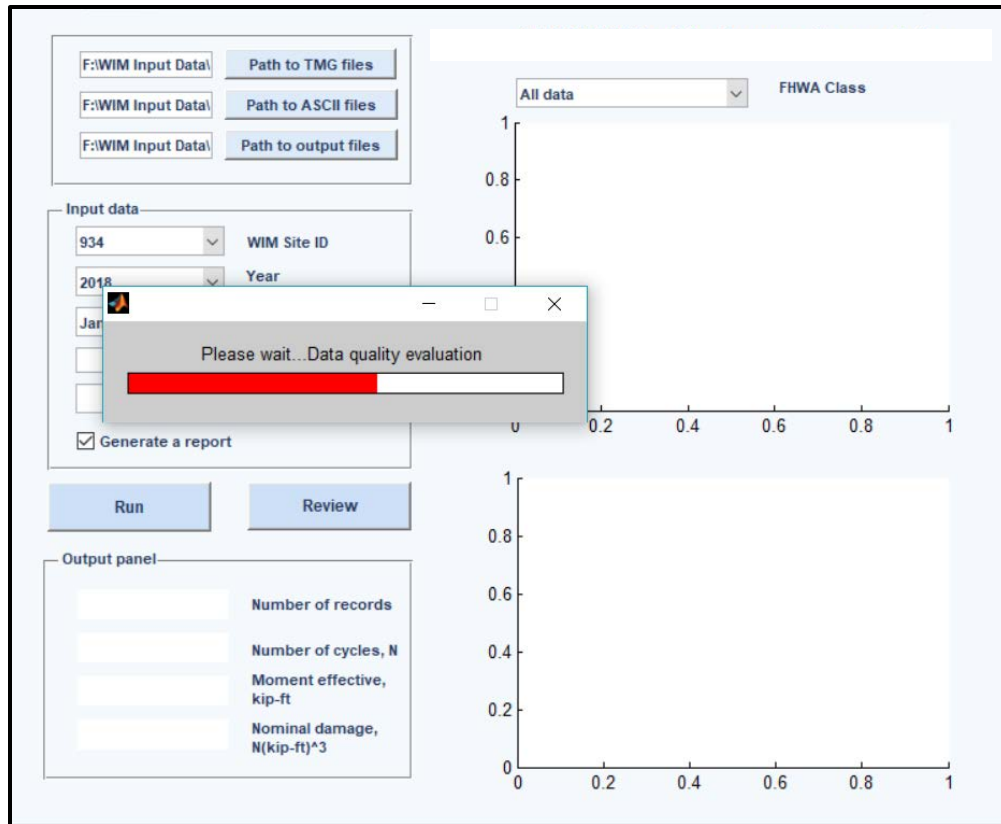 F:\WIM Input Data\ Path to TMG files
F:\WIM Input Data\ Path to ASCII files
F:\WIM Input Data\ Path to output files
Input data
934 WIM Site ID
2018 Year
Jan
Please wait...Data quality evaluation
Generate a report
Run Review
Output panel
Number of records
Number of cycles, N
Moment effective,
kip-ft
Nominal damage,
N(kip-ft)^3
All data FHWA Class
1
0.8
0.6
0 0.2 0.4 0.6 0.8 1
1
0.8
0.6
0.4
0.2
0
0 0.2 0.4 0.6 0.8 1